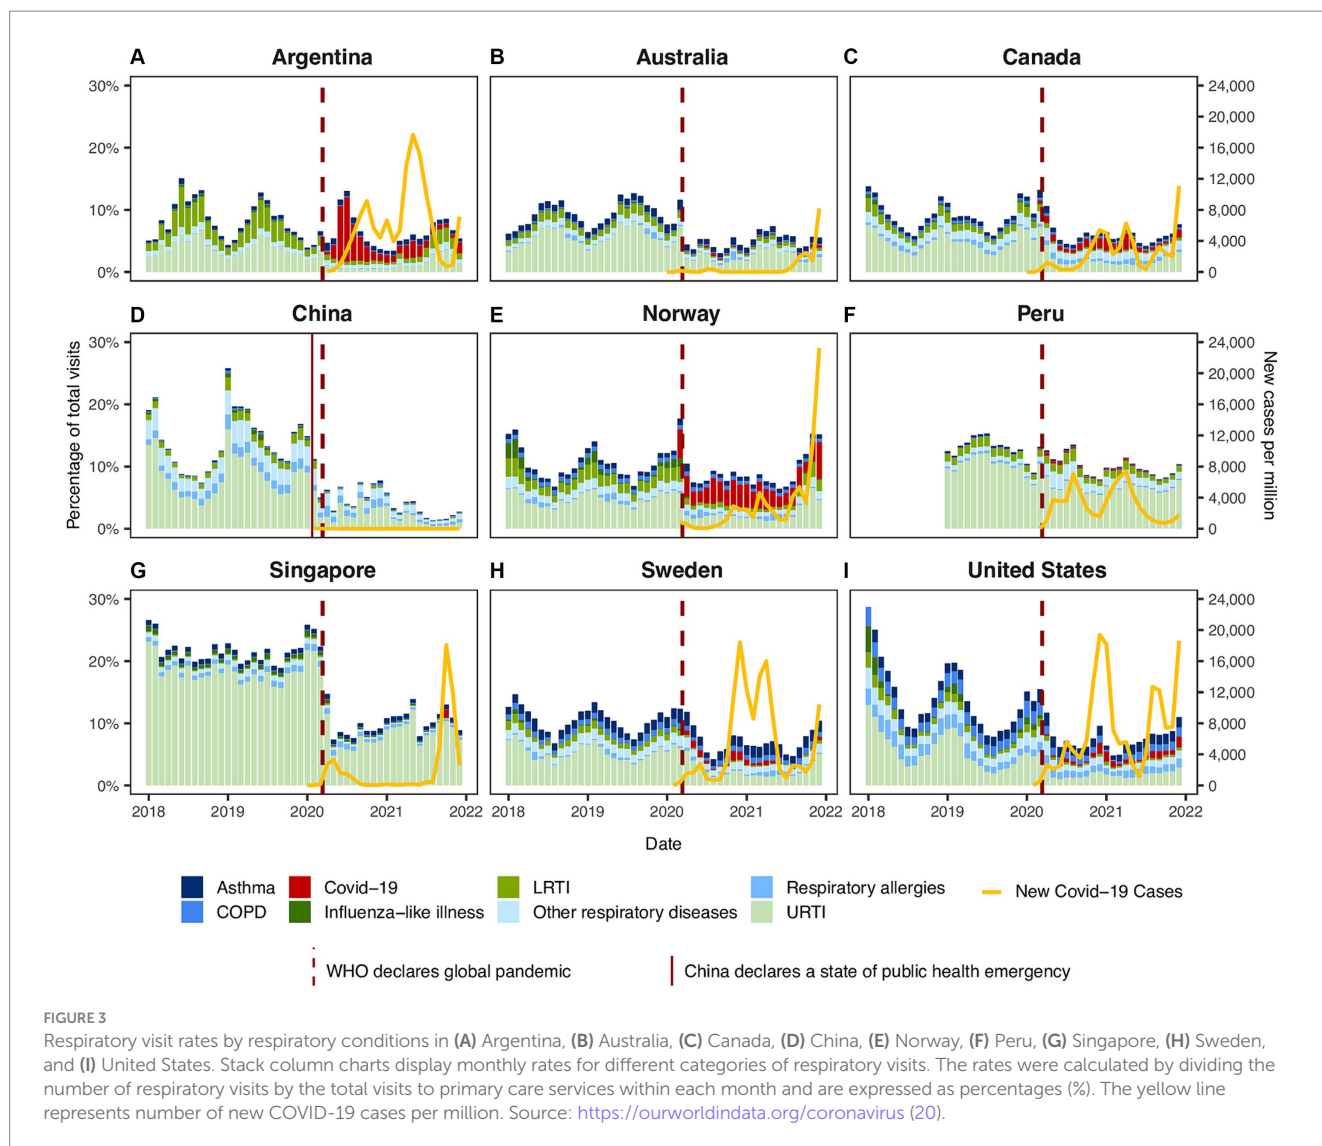 A Argentina B Australia C Canada
30% 24,000
20,000
20% 16,000
12,000
10% 8,000
4,000
0% 0
D China E Norway F Peru
30% 24,000
20,000
20% 16,000
12,000
10% 8,000
4,000
0% 0
Percentage of total visits
New cases per million
G Singapore H Sweden I United States
30% 24,000
20,000
20% 16,000
12,000
10% 8,000
4,000
0% 0
2018 2019 2020 2021 2022 2018 2019 2020 2021 2022 2018 2019 2020 2021 2022
Date
Asthma Covid-19 LRTI Respiratory allergies New Covid-19 Cases
COPD Influenza-like illness Other respiratory diseases URTI
WHO declares global pandemic China declares a state of public health emergency
FIGURE 3
Respiratory visit rates by respiratory conditions in (A) Argentina, (B) Australia, (C) Canada, (D) China, (E) Norway, (F) Peru, (G) Singapore, (H) Sweden,
and (I) United States. Stack column charts display monthly rates for different categories of respiratory visits. The rates were calculated by dividing the
number of respiratory visits by the total visits to primary care services within each month and are expressed as percentages (%). The yellow line
represents number of new COVID-19 cases per million. Source: https://ourworldindata.org/coronavirus (20).